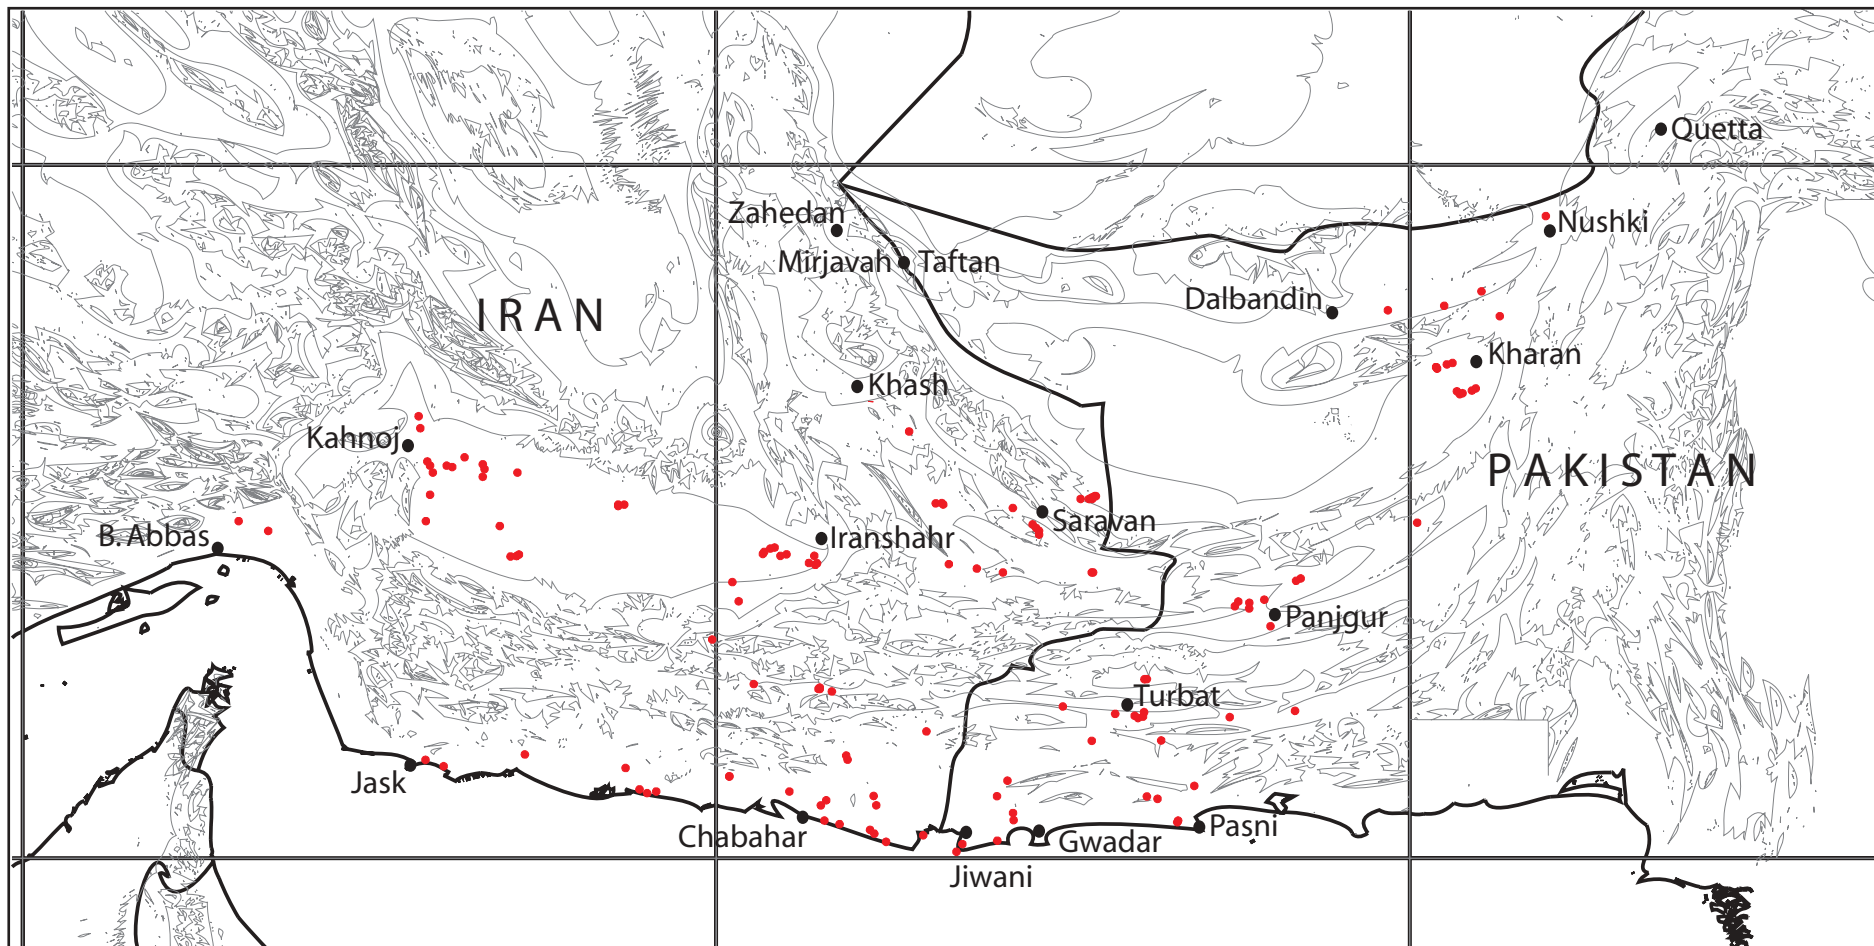 Quetta
Zahedan
Nushki
Mirjavah
Taftan
Dalbandin
IRAN
Kharan
Khash
Kahnoj
PAKISTAN
B. Abbas
Saravan
Iranshahr
Panjgur
Turbat
Jask
Chabahar
Gwadar
Pasni
Jiwani